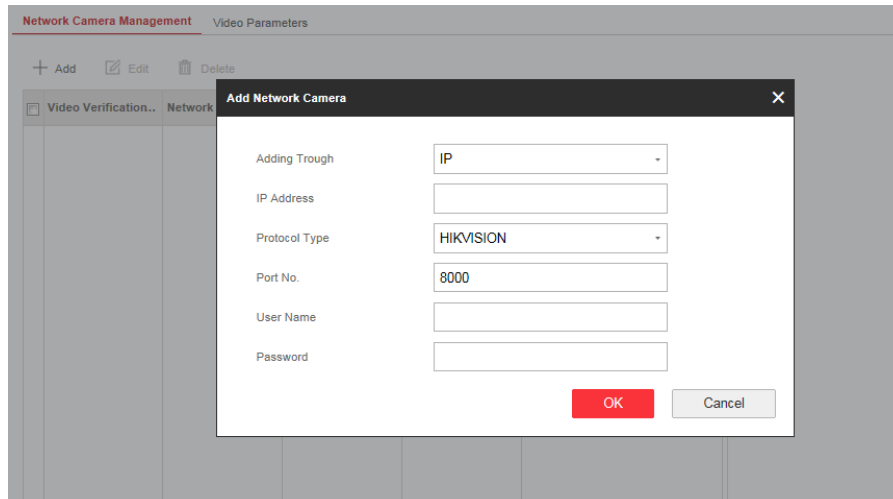 Network Camera Management Video Parameters
Add Edit Delete
Video Verification... Network
Add Network Camera
Adding Trough IP
IP Address
Protocol Type HIKVISION
Port No. 8000
User Name
Password
OK Cancel